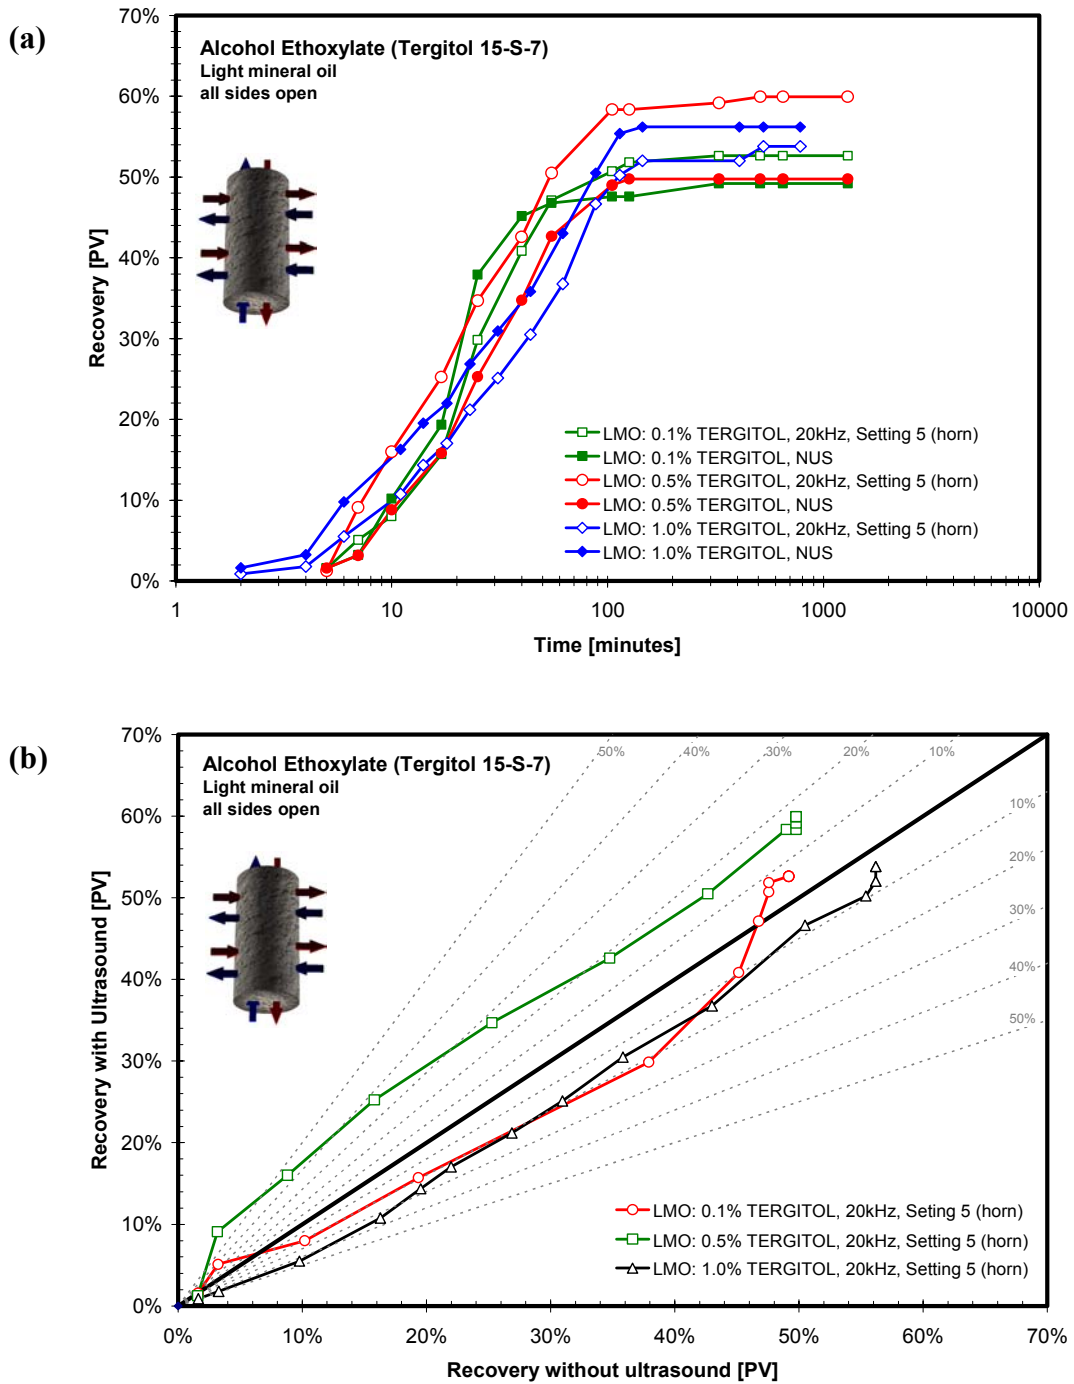 (a)
Alcohol Ethoxylate (Tergitol 15-S-7)
Light mineral oil
all sides open
Recovery [PV]
70%
60%
50%
40%
30%
20%
10%
0%
LMO: 0.1% TERGITOL, 20kHz, Setting 5 (horn)
LMO: 0.1% TERGITOL, NUS
LMO: 0.5% TERGITOL, 20kHz, Setting 5 (horn)
LMO: 0.5% TERGITOL, NUS
LMO: 1.0% TERGITOL, 20kHz, Setting 5 (horn)
LMO: 1.0% TERGITOL, NUS
1 10 100 1000 10000
Time [minutes]
(b)
Alcohol Ethoxylate (Tergitol 15-S-7)
Light mineral oil
all sides open
Recovery with Ultrasound [PV]
70%
60%
50%
40%
30%
20%
10%
0%
50% 40% 30% 20% 10%
10%
20%
30%
40%
50%
LMO: 0.1% TERGITOL, 20kHz, Seting 5 (horn)
LMO: 0.5% TERGITOL, 20kHz, Setting 5 (horn)
LMO: 1.0% TERGITOL, 20kHz, Setting 5 (horn)
0% 10% 20% 30% 40% 50% 60% 70%
Recovery without ultrasound [PV]